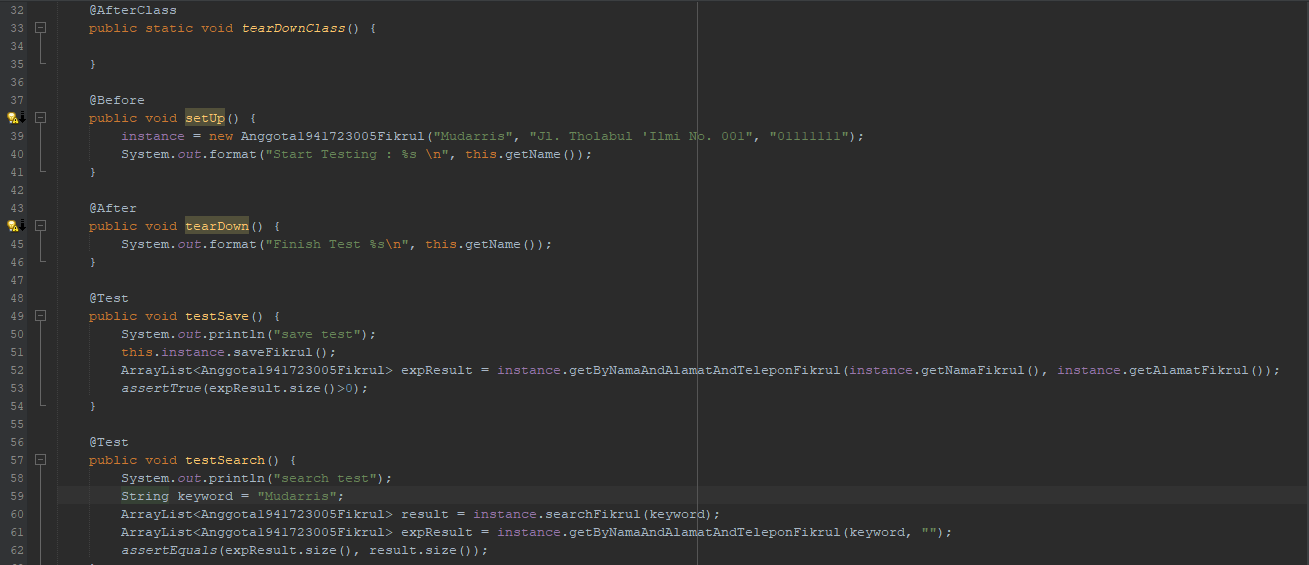 32 @AfterClass
33 public static void tearDownClass() {
34
35 }
36
37 @Before
public void setUp() {
39 instance = new Anggota1941723005Fikrul("Mudarris", "Jl. Tholabul 'Ilmi No. 001", "01111111");
40 System.out.format("Start Testing : %s \n", this.getName());
41 }
42
43 @After
public void tearDown() {
45 System.out.format("Finish Test %s\n", this.getName());
46 }
47
48 @Test
49 public void testSave() {
50 System.out.println("save test");
51 this.instance.saveFikrul();
52 ArrayList<Anggota1941723005Fikrul> expResult = instance.getByNamaAndAlamatAndTeleponFikrul(instance.getNamaFikrul(), instance.getAlamatFikrul());
53 assertTrue(expResult.size()>0);
54 }
55
56 @Test
57 public void testSearch() {
58 System.out.println("search test");
59 String keyword = "Mudarris";
60 ArrayList<Anggota1941723005Fikrul> result = instance.searchFikrul(keyword);
61 ArrayList<Anggota1941723005Fikrul> expResult = instance.getByNamaAndAlamatAndTeleponFikrul(keyword, "");
62 assertEquals(expResult.size(), result.size());